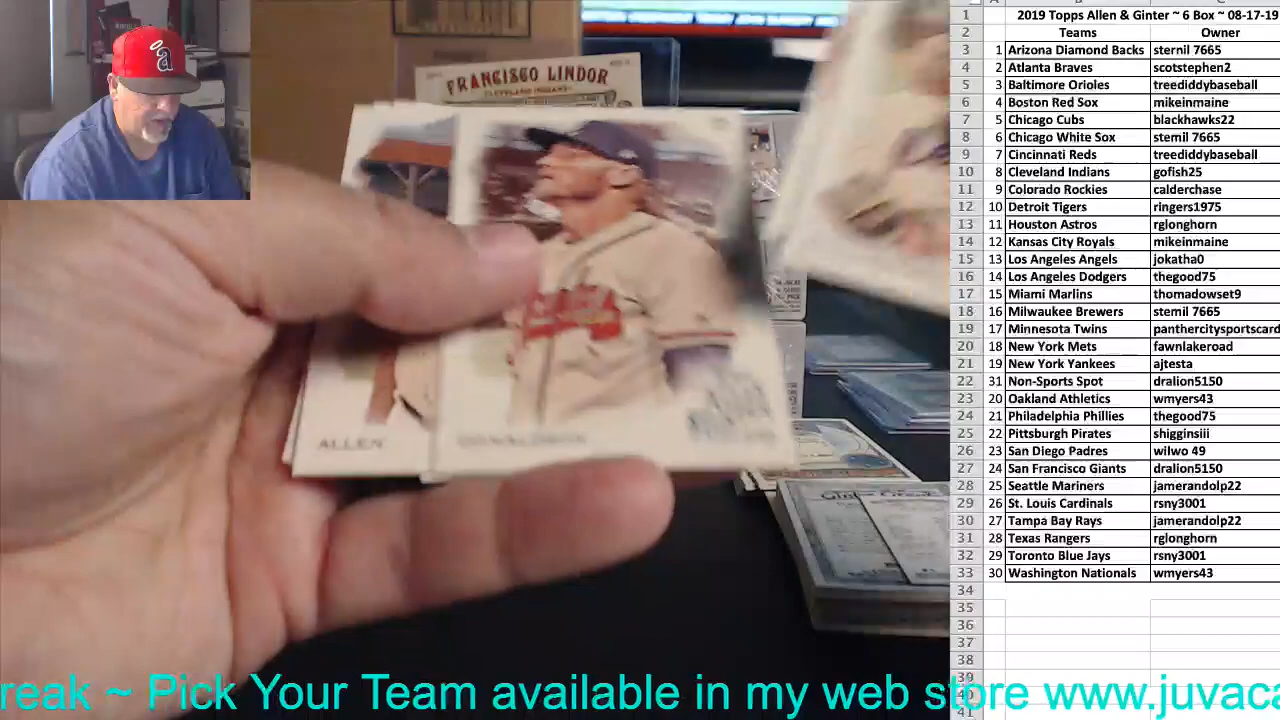 FRANCISCO LINDOR
CLEVELAND INDIANS
ALLEN
1 2019 Topps Allen & Ginter ~ 6 Box ~ 08-17-19
2 Teams Owner
3 1 Arizona Diamond Backs sternil 7665
4 2 Atlanta Braves scotstephen2
5 3 Baltimore Orioles treediddybaseball
6 4 Boston Red Sox mikeinmaine
7 5 Chicago Cubs blackhawks22
8 6 Chicago White Sox sternil 7665
9 7 Cincinnati Reds treediddybaseball
10 8 Cleveland Indians gofish25
11 9 Colorado Rockies calderchase
12 10 Detroit Tigers ringers1975
13 11 Houston Astros rglonghorn
14 12 Kansas City Royals mikeinmaine
15 13 Los Angeles Angels jokatha0
16 14 Los Angeles Dodgers thegood75
17 15 Miami Marlins thomadowset9
18 16 Milwaukee Brewers sternil 7665
19 17 Minnesota Twins panthercitysportscard
20 18 New York Mets fawnlakeroad
21 19 New York Yankees ajtesta
22 31 Non-Sports Spot dralion5150
23 20 Oakland Athletics wmyers43
24 21 Philadelphia Phillies thegood75
25 22 Pittsburgh Pirates shigginsiii
26 23 San Diego Padres wilwo 49
27 24 San Francisco Giants dralion5150
28 25 Seattle Mariners jamerandolp22
29 26 St. Louis Cardinals rsny3001
30 27 Tampa Bay Rays jamerandolp22
31 28 Texas Rangers rglonghorn
32 29 Toronto Blue Jays rsny3001
33 30 Washington Nationals wmyers43
34
35
36
37
38
39
40
41
reak ~ Pick Your Team available in my web store www.juvaca